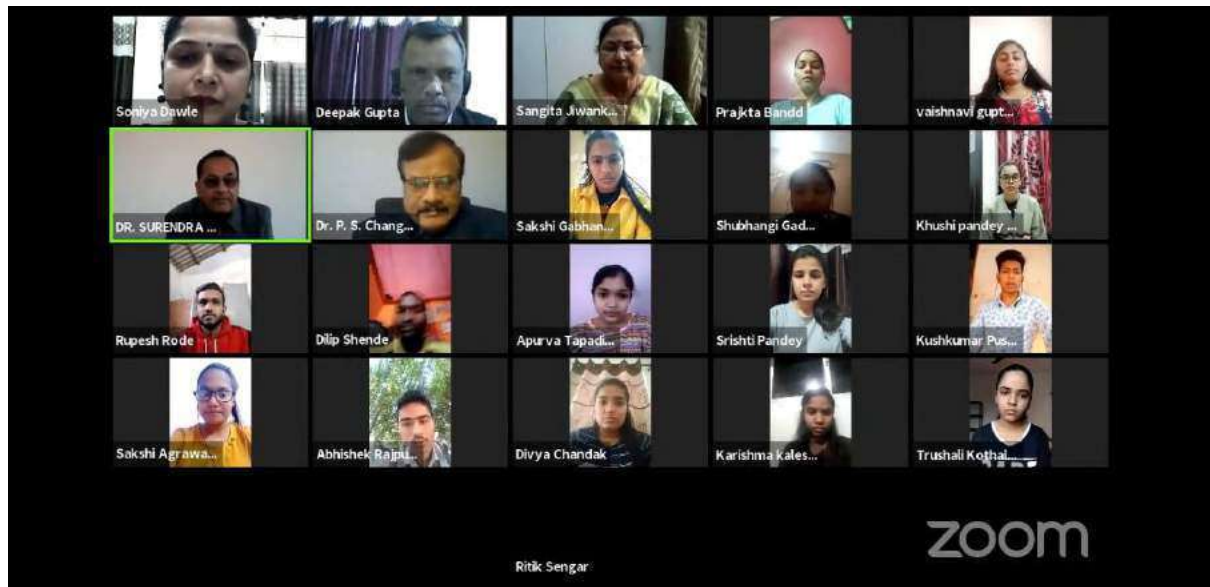 Soniya Dawle
Deepak Gupta
Sangita Jiwank...
Prajkta Bandd
vaishnavi gupt...
DR. SURENDRA ...
Dr. P. S. Chang...
Sakshi Gabhan...
Shubhangi Gad...
Khushi pandey ...
Rupesh Rode
Dilip Shende
Apurva Tapadi...
Srishti Pandey
Kushkumar Pus...
Sakshi Agrawa...
Abhishek Rajpu...
Divya Chandak
Karishma kales...
Trushali Kothal...
zoom
Ritik Sengar